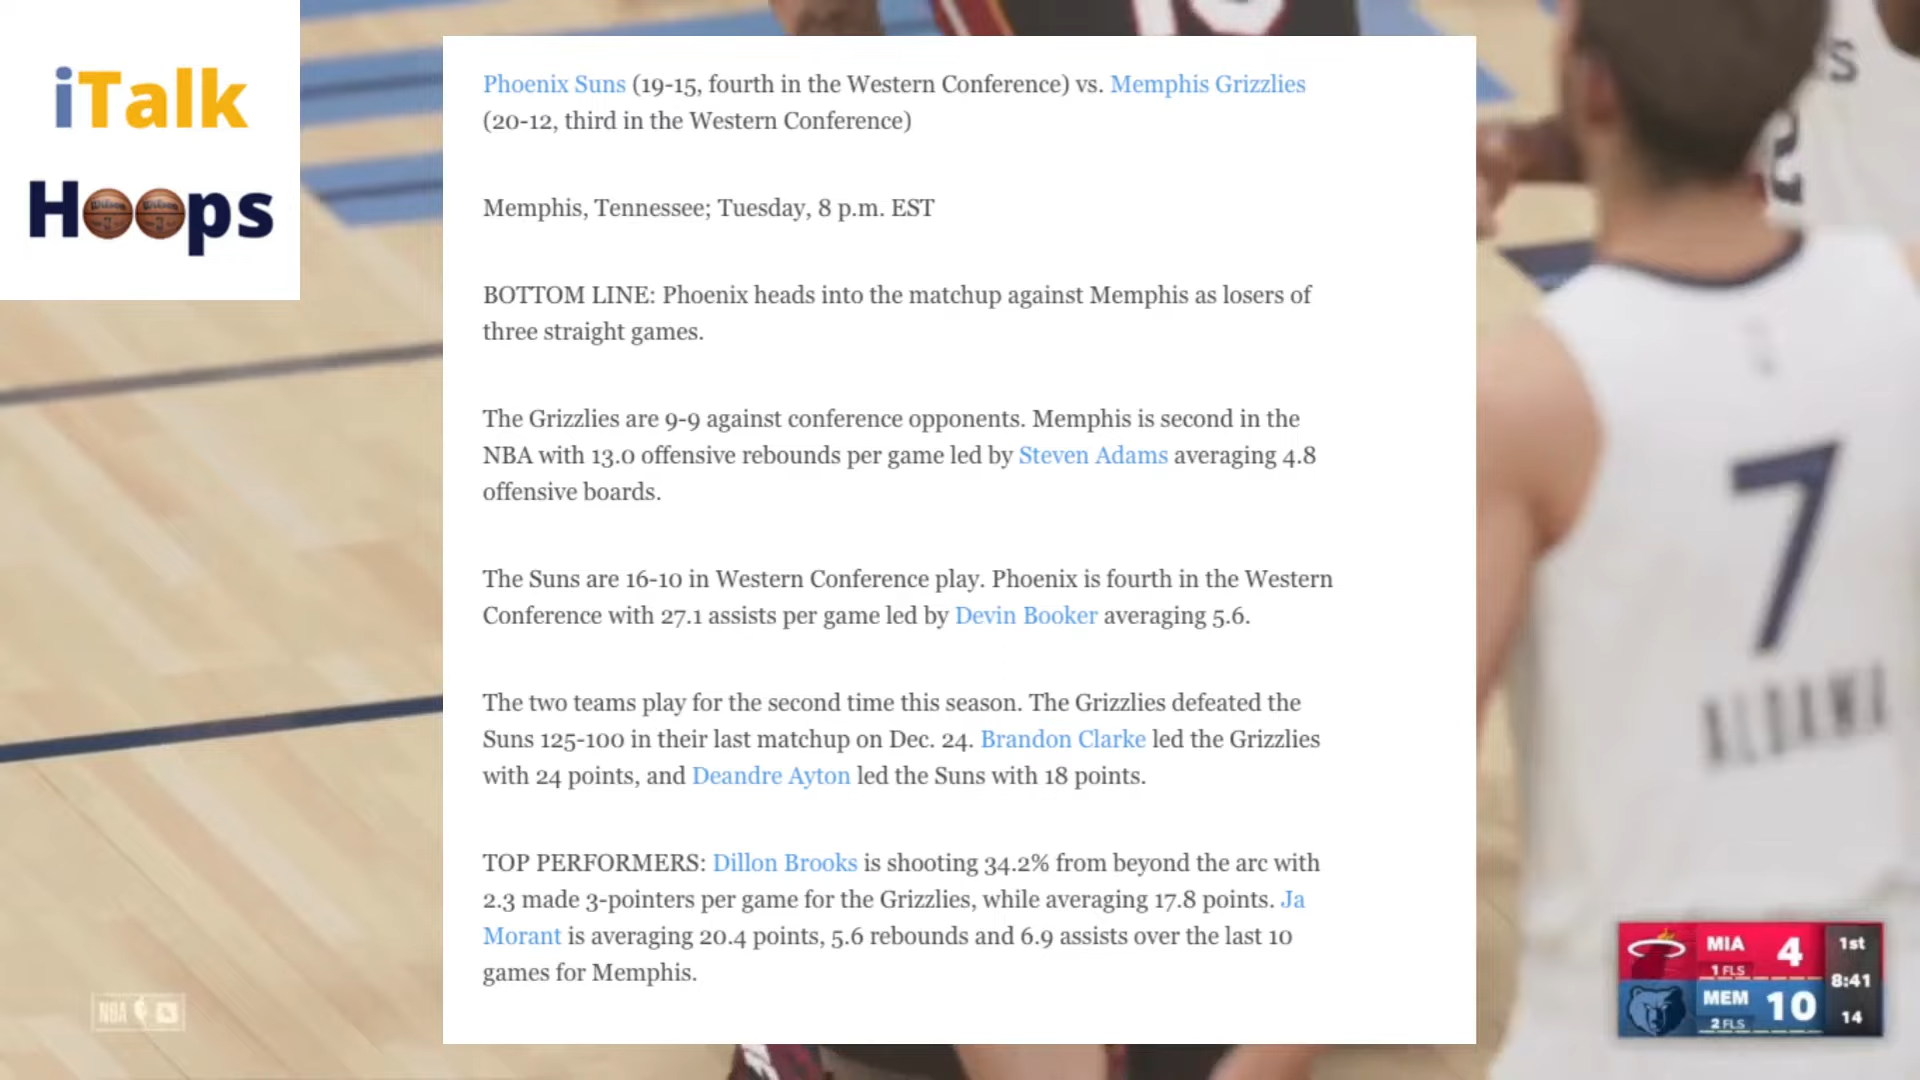 iTalk
Hoops
Phoenix Suns (19-15, fourth in the Western Conference) vs. Memphis Grizzlies
(20-12, third in the Western Conference)
Memphis, Tennessee; Tuesday, 8 p.m. EST
BOTTOM LINE: Phoenix heads into the matchup against Memphis as losers of
three straight games.
The Grizzlies are 9-9 against conference opponents. Memphis is second in the
NBA with 13.0 offensive rebounds per game led by Steven Adams averaging 4.8
offensive boards.
The Suns are 16-10 in Western Conference play. Phoenix is fourth in the Western
Conference with 27.1 assists per game led by Devin Booker averaging 5.6.
The two teams play for the second time this season. The Grizzlies defeated the
Suns 125-100 in their last matchup on Dec. 24. Brandon Clarke led the Grizzlies
with 24 points, and Deandre Ayton led the Suns with 18 points.
TOP PERFORMERS: Dillon Brooks is shooting 34.2% from beyond the arc with
2.3 made 3-pointers per game for the Grizzlies, while averaging 17.8 points. Ja
Morant is averaging 20.4 points, 5.6 rebounds and 6.9 assists over the last 10
games for Memphis.
7
ALDAMA
MIA 4 1st
1 FLS
8:41
MEM 10
2 FLS 14
NBA